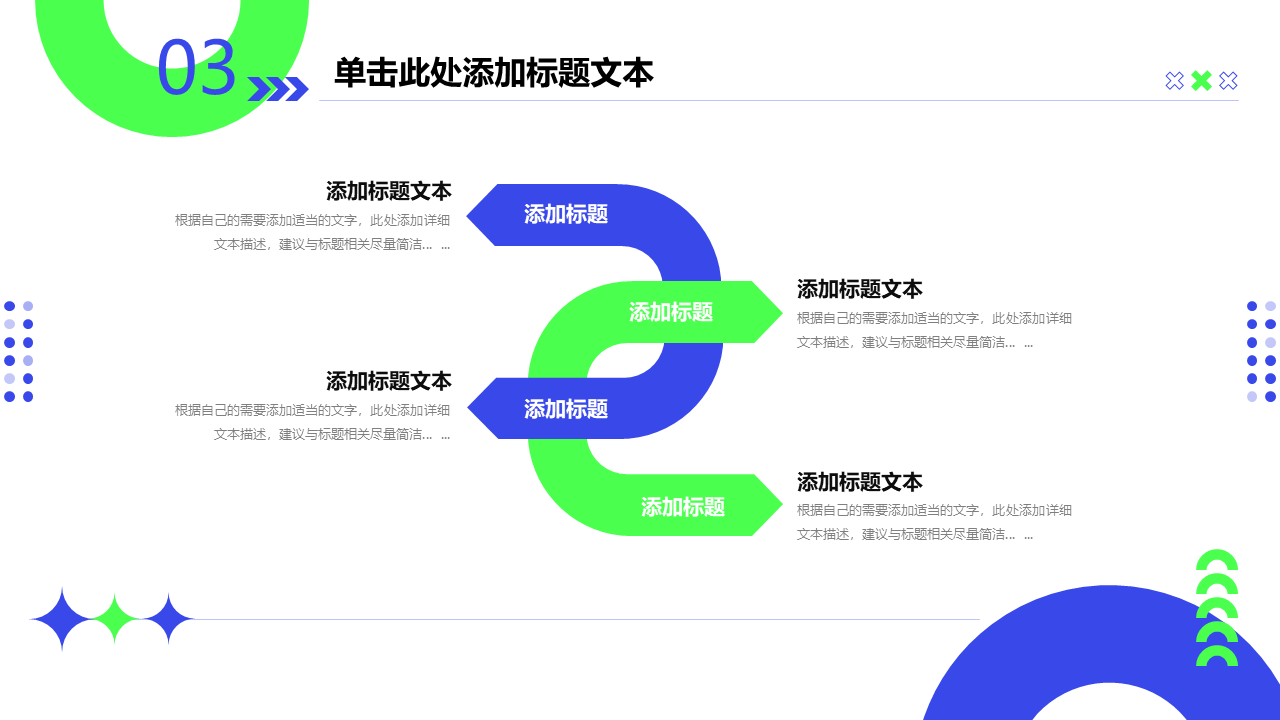 03
单击此处添加标题文本
添加标题文本
根据自己的需要添加适当的文字，此处添加详细
文本描述，建议与标题相关尽量简洁... ...
添加标题
添加标题
添加标题文本
根据自己的需要添加适当的文字，此处添加详细
文本描述，建议与标题相关尽量简洁... ...
添加标题文本
根据自己的需要添加适当的文字，此处添加详细
文本描述，建议与标题相关尽量简洁... ...
添加标题
添加标题
添加标题文本
根据自己的需要添加适当的文字，此处添加详细
文本描述，建议与标题相关尽量简洁... ...